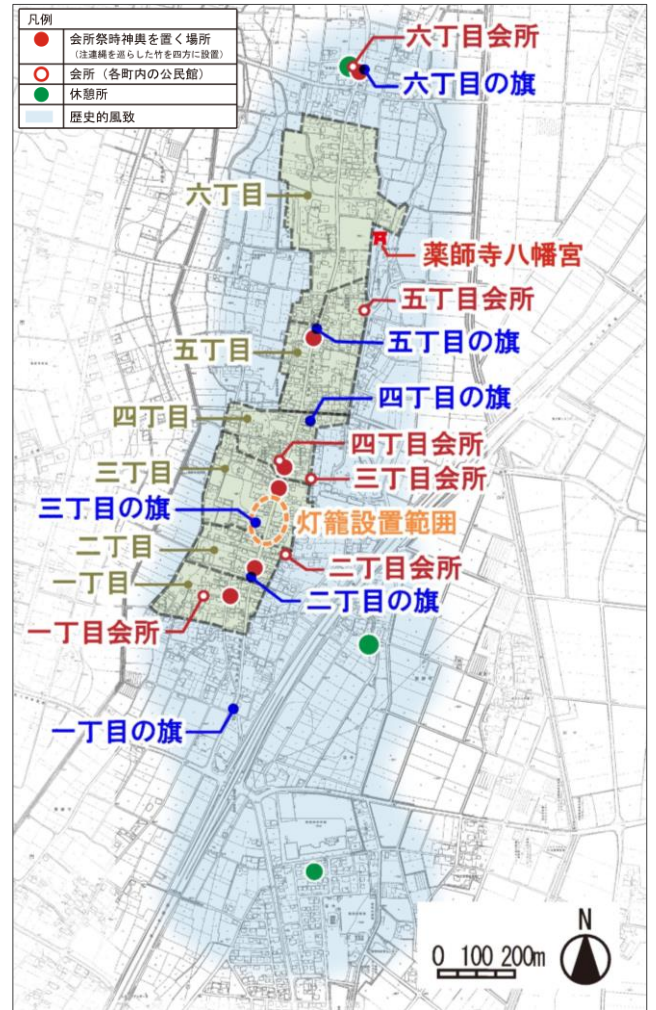 凡例
会所祭時神輿を置く場所
（注連縄を巡らした竹を四方に設置）
会所（各町内の公民館）
休憩所
歴史的風致
六丁目会所
六丁目の旗
六丁目
薬師寺八幡宮
五丁目会所
五丁目の旗
五丁目
四丁目の旗
四丁目
四丁目会所
三丁目
三丁目会所
三丁目の旗
灯籠設置範囲
二丁目
二丁目会所
一丁目
二丁目の旗
一丁目会所
一丁目の旗
N
0 100 200m